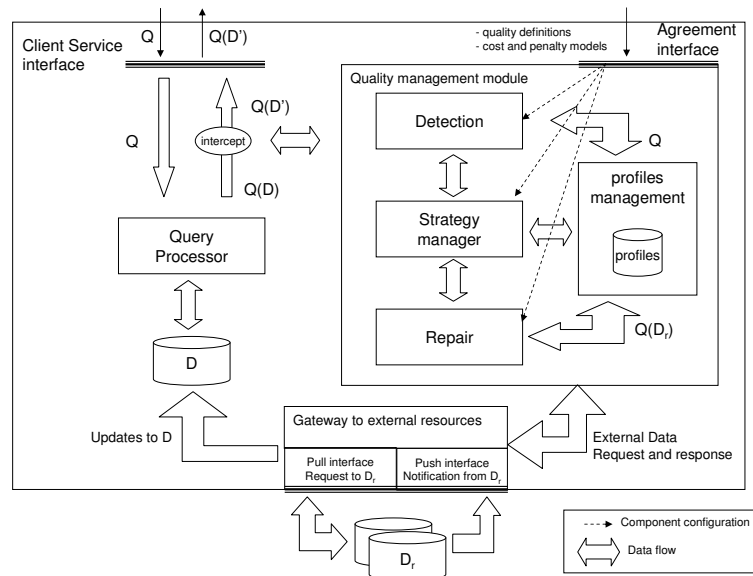 Client Service
interface
Q
Q(D')
- quality definitions
- cost and penalty models
Agreement
interface
Quality management module
Q(D')
Detection
Q
intercept
Q
Q(D)
profiles
management
Strategy
manager
Query
Processor
profiles
Repair
Q(Dr)
D
Gateway to external resources
Updates to D
External Data
Request and response
Pull interface
Request to Dr
Push interface
Notification from Dr
Dr
Component configuration
Data flow